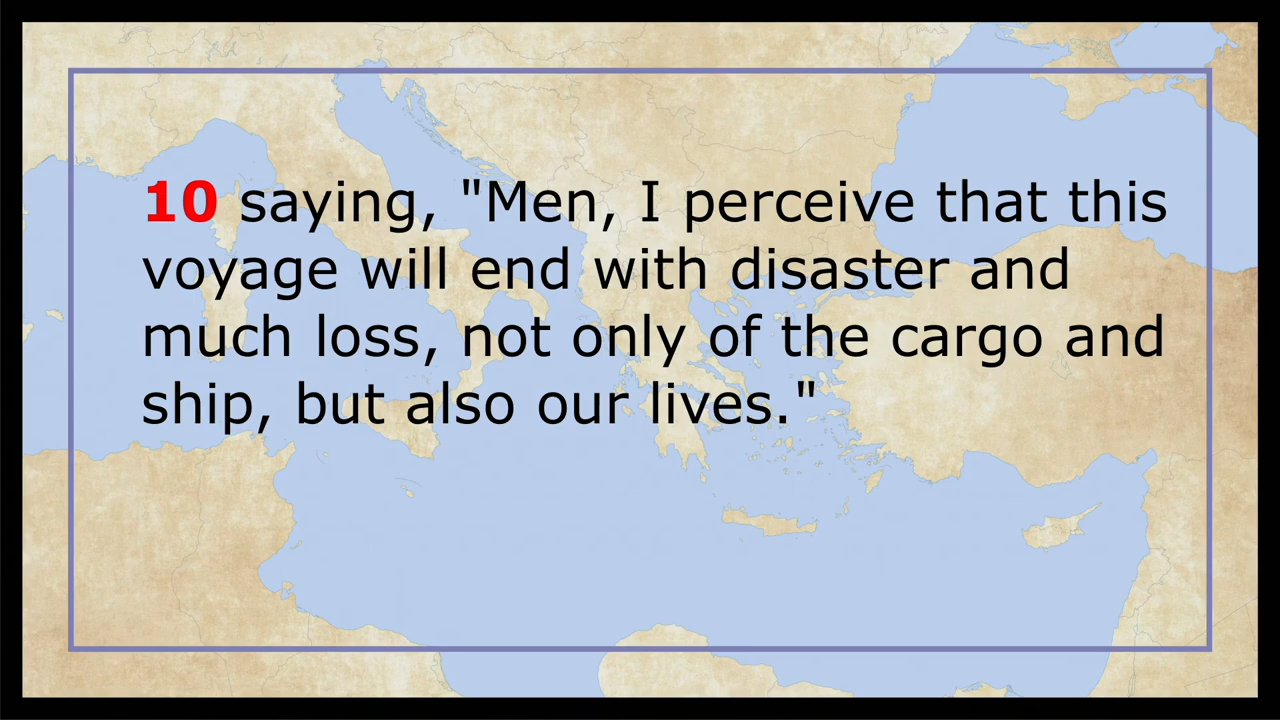 10 saying, "Men, I perceive that this
voyage will end with disaster and
much loss, not only of the cargo and
ship, but also our lives."